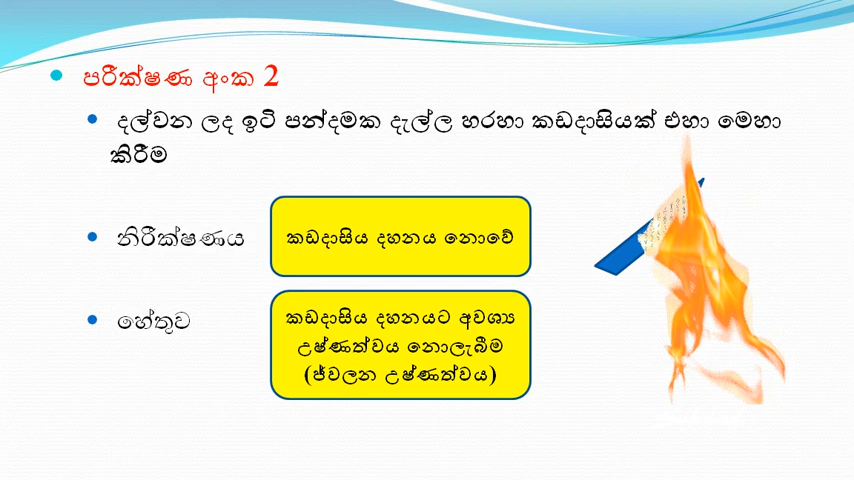 පරීක්ෂණ අංක 2
දල්වන ලද ඉටි පන්දමක දැල්ල හරහා කඩදාසියක් එහා මෙහා
කිරීම
නිරීක්ෂණය
කඩදාසිය දහනය නොවේ
හේතුව
කඩදාසිය දහනයට අවශ්‍ය
උෂ්ණත්වය නොලැබීම
(ජ්වලන උෂ්ණත්වය)